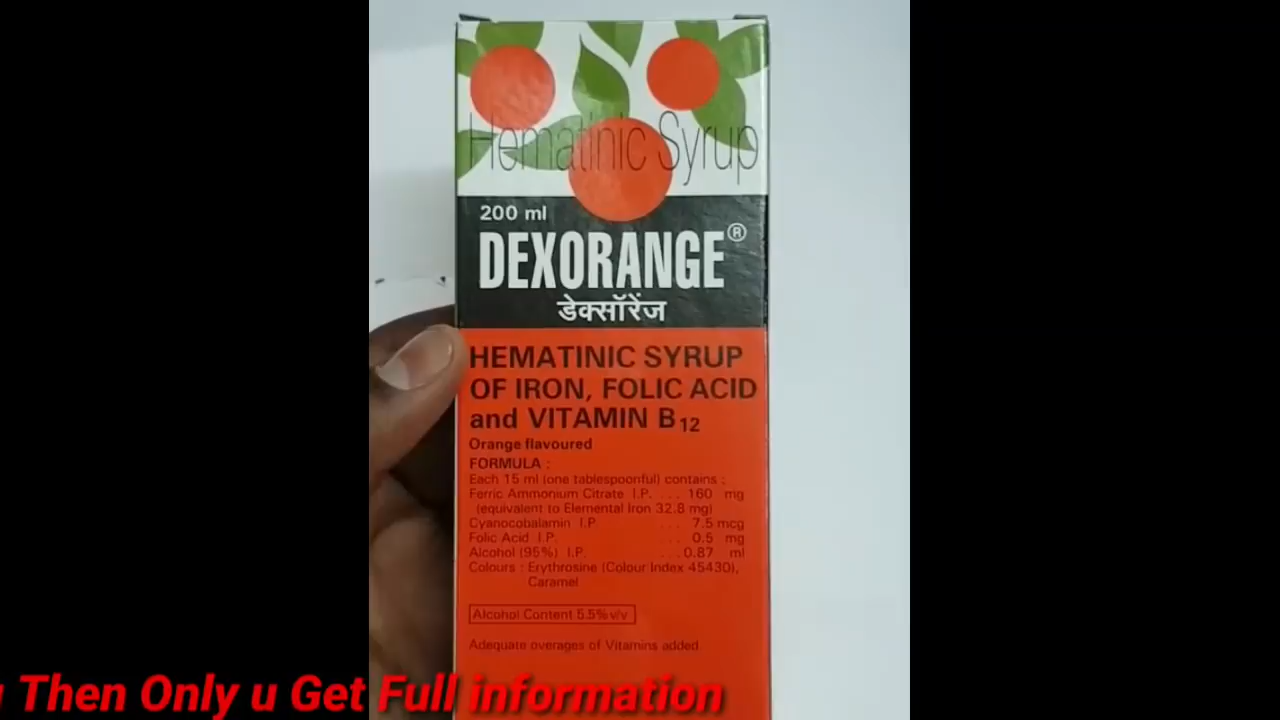 Hematinic Syrup
200 ml
DEXORANGE®
डेक्सॉरेंज
HEMATINIC SYRUP
OF IRON, FOLIC ACID
and VITAMIN B12
Orange flavoured
FORMULA :
Each 15 ml (one tablespoonful) contains :
Ferric Ammonium Citrate I.P. ... 160 mg
(equivalent to Elemental Iron 32.8 mg)
Cyanocobalamin I.P ... 7.5 mcg
Folic Acid I.P. ... 0.5 mg
Alcohol (95%) I.P. ... 0.87 ml
Colours : Erythrosine (Colour Index 45430),
Caramel
Alcohol Content 5.5% v/v
Adequate overages of Vitamins added
Then Only u Get Full information